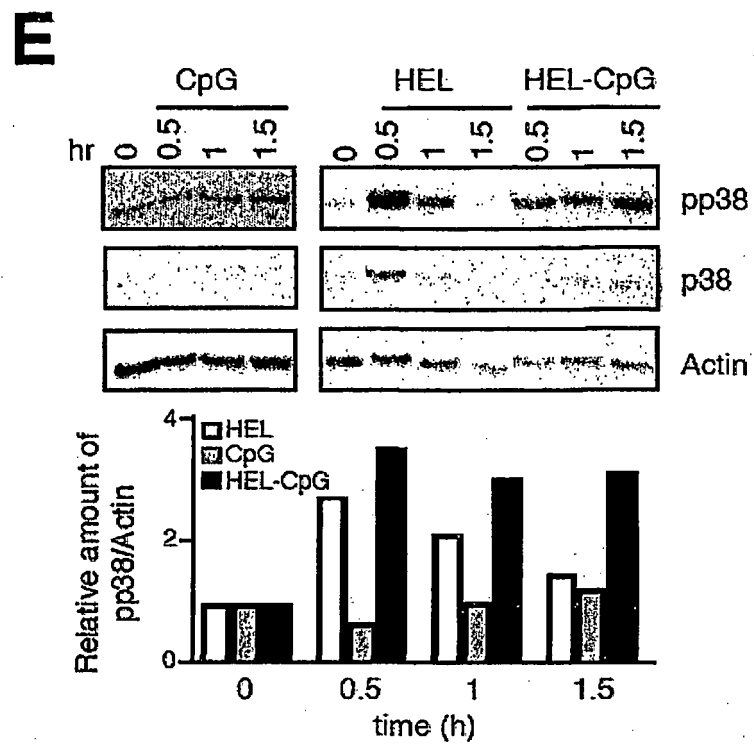 E
CpG HEL HEL-CpG
hr 0 0.5 1 1.5 0 0.5 1 1.5 0.5 1 1.5
pp38
p38
Actin
Relative amount of
pp38/Actin
4
2
0
HEL
CpG
HEL-CpG
0 0.5 1 1.5
time (h)